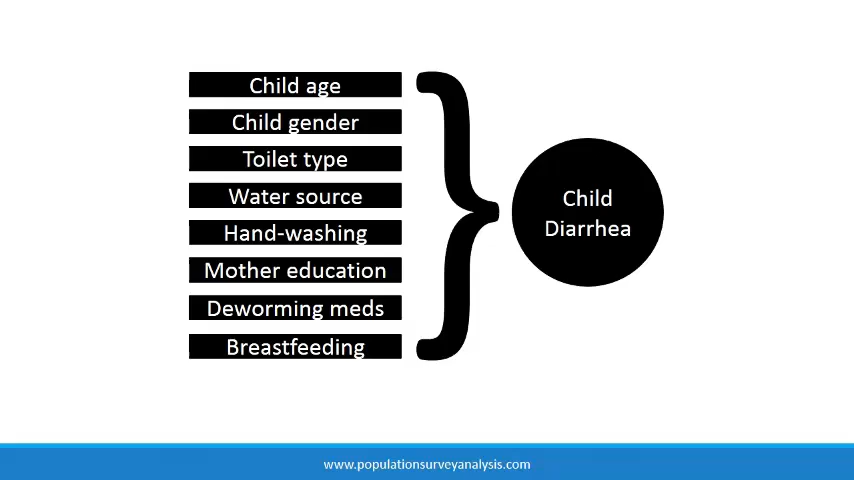 Child age
Child gender
Toilet type
Water source
Hand-washing
Mother education
Deworming meds
Breastfeeding
Child
Diarrhea
www.populationsurveyanalysis.com